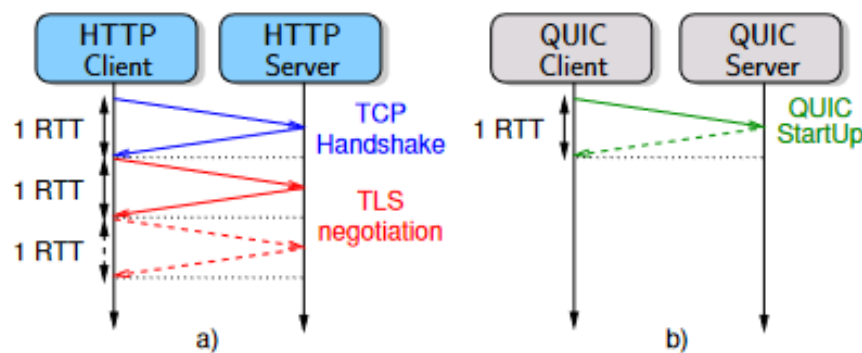 HTTP
Client
HTTP
Server
1 RTT
TCP
Handshake
1 RTT
TLS
negotiation
1 RTT
a)
QUIC
Client
QUIC
Server
1 RTT
QUIC
StartUp
b)